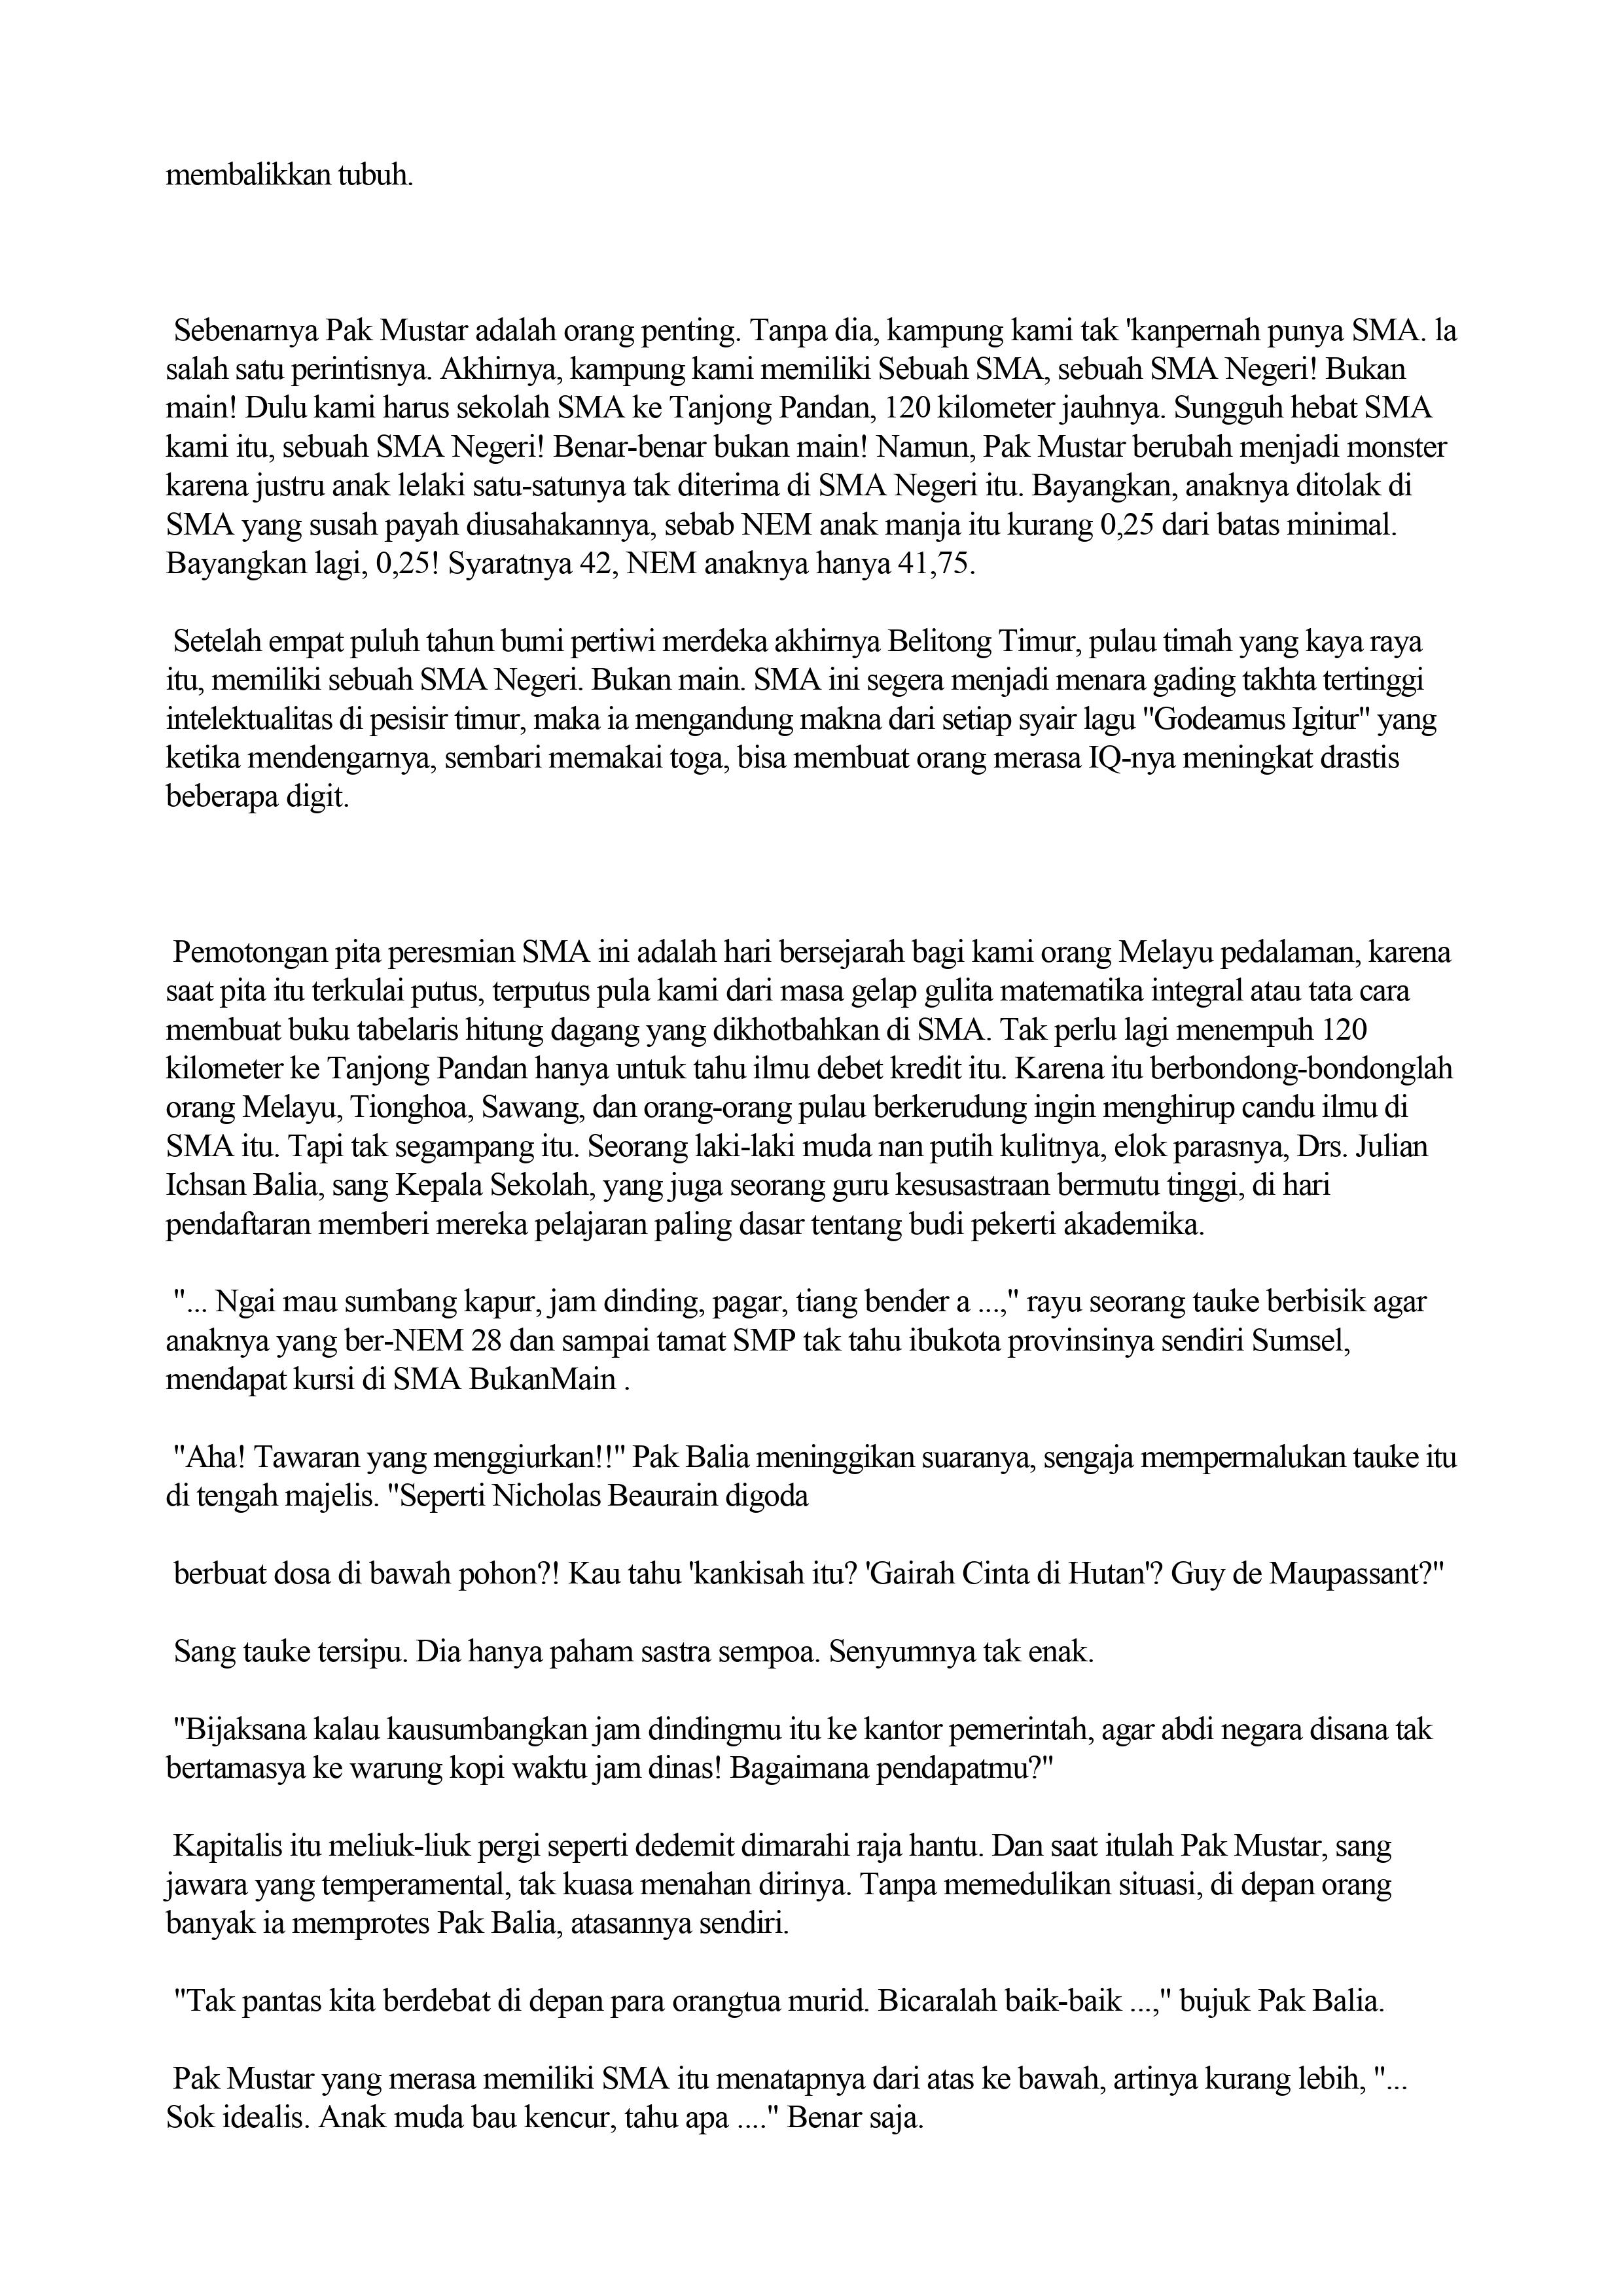 membalikkan tubuh.
Sebenarnya Pak Mustar adalah orang penting. Tanpa dia, kampung kami tak 'kanpernah punya SMA. la
salah satu perintisnya. Akhirnya, kampung kami memiliki Sebuah SMA, sebuah SMA Negeri! Bukan
main! Dulu kami harus sekolah SMA ke Tanjong Pandan, 120 kilometer jauhnya. Sungguh hebat SMA
kami itu, sebuah SMA Negeri! Benar-benar bukan main! Namun, Pak Mustar berubah menjadi monster
karena justru anak lelaki satu-satunya tak diterima di SMA Negeri itu. Bayangkan, anaknya ditolak di
SMA yang susah payah diusahakannya, sebab NEM anak manja itu kurang 0,25 dari batas minimal.
Bayangkan lagi, 0,25! Syaratnya 42, NEM anaknya hanya 41,75.
Setelah empat puluh tahun bumi pertiwi merdeka akhirnya Belitong Timur, pulau timah yang kaya raya
itu, memiliki sebuah SMA Negeri. Bukan main. SMA ini segera menjadi menara gading takhta tertinggi
intelektualitas di pesisir timur, maka ia mengandung makna dari setiap syair lagu "Godeamus Igitur" yang
ketika mendengarnya, sembari memakai toga, bisa membuat orang merasa IQ-nya meningkat drastis
beberapa digit.
Pemotongan pita peresmian SMA ini adalah hari bersejarah bagi kami orang Melayu pedalaman, karena
saat pita itu terkulai putus, terputus pula kami dari masa gelap gulita matematika integral atau tata cara
membuat buku tabelaris hitung dagang yang dikhotbahkan di SMA. Tak perlu lagi menempuh 120
kilometer ke Tanjong Pandan hanya untuk tahu ilmu debet kredit itu. Karena itu berbondong-bondonglah
orang Melayu, Tionghoa, Sawang, dan orang-orang pulau berkerudung ingin menghirup candu ilmu di
SMA itu. Tapi tak segampang itu. Seorang laki-laki muda nan putih kulitnya, elok parasnya, Drs. Julian
Ichsan Balia, sang Kepala Sekolah, yang juga seorang guru kesusastraan bermutu tinggi, di hari
pendaftaran memberi mereka pelajaran paling dasar tentang budi pekerti akademika.
"... Ngai mau sumbang kapur, jam dinding, pagar, tiang bender a ...," rayu seorang tauke berbisik agar
anaknya yang ber-NEM 28 dan sampai tamat SMP tak tahu ibukota provinsinya sendiri Sumsel,
mendapat kursi di SMA BukanMain .
"Aha! Tawaran yang menggiurkan!!" Pak Balia meninggikan suaranya, sengaja mempermalukan tauke itu
di tengah majelis. "Seperti Nicholas Beaurain digoda
berbuat dosa di bawah pohon?! Kau tahu 'kankisah itu? 'Gairah Cinta di Hutan'? Guy de Maupassant?"
Sang tauke tersipu. Dia hanya paham sastra sempoa. Senyumnya tak enak.
"Bijaksana kalau kausumbangkan jam dindingmu itu ke kantor pemerintah, agar abdi negara disana tak
bertamasya ke warung kopi waktu jam dinas! Bagaimana pendapatmu?"
Kapitalis itu meliuk-liuk pergi seperti dedemit dimarahi raja hantu. Dan saat itulah Pak Mustar, sang
jawara yang temperamental, tak kuasa menahan dirinya. Tanpa memedulikan situasi, di depan orang
banyak ia memprotes Pak Balia, atasannya sendiri.
"Tak pantas kita berdebat di depan para orangtua murid. Bicaralah baik-baik ...," bujuk Pak Balia.
Pak Mustar yang merasa memiliki SMA itu menatapnya dari atas ke bawah, artinya kurang lebih, "...
Sok idealis. Anak muda bau kencur, tahu apa ...." Benar saja.